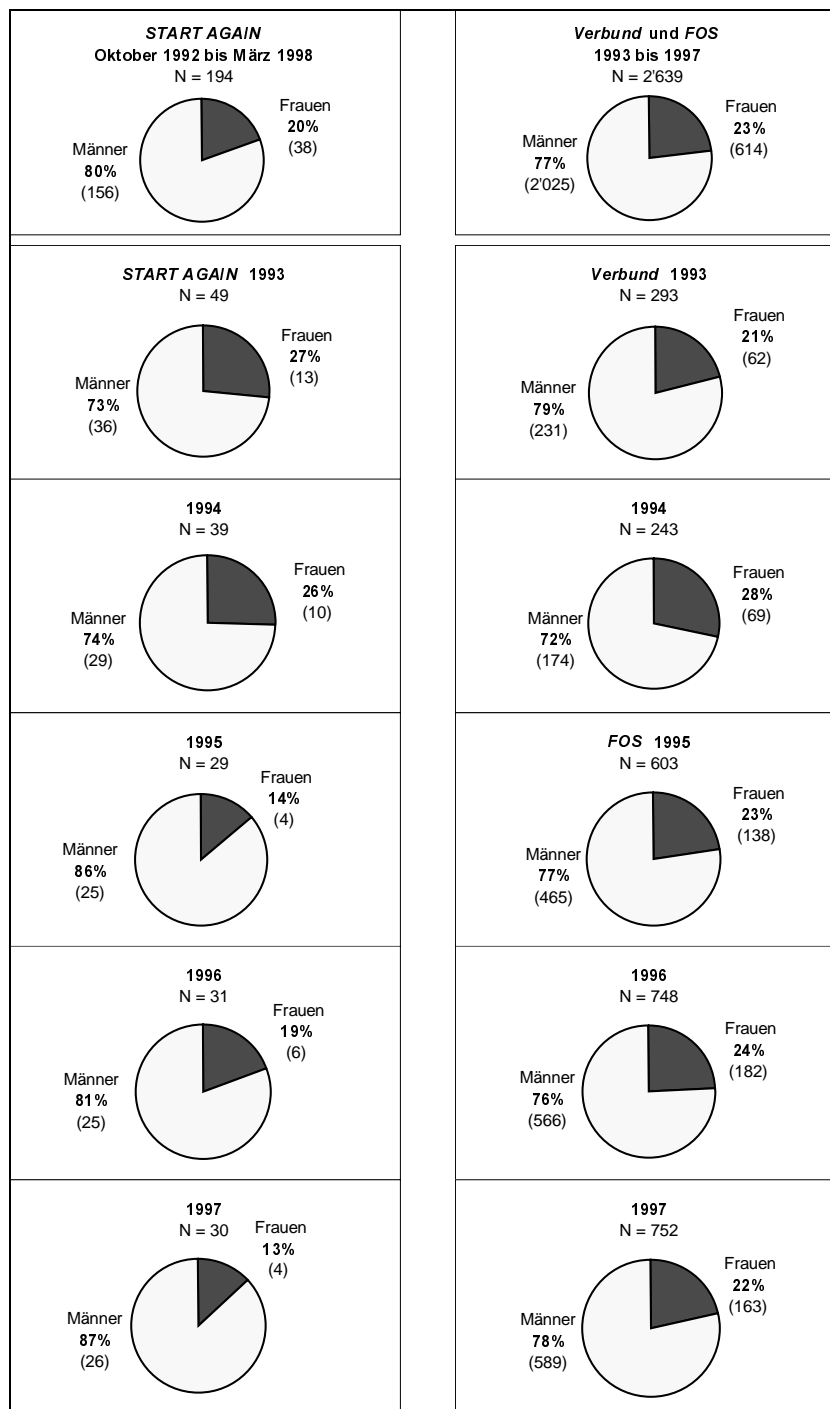 START AGAIN
Oktober 1992 bis März 1998
N = 194
Frauen
20%
(38)
Männer
80%
(156)
Verbund und FOS
1993 bis 1997
N = 2'639
Frauen
23%
(614)
Männer
77%
(2'025)
START AGAIN 1993
N = 49
Frauen
27%
(13)
Männer
73%
(36)
Verbund 1993
N = 293
Frauen
21%
(62)
Männer
79%
(231)
1994
N = 39
Frauen
26%
(10)
Männer
74%
(29)
1994
N = 243
Frauen
28%
(69)
Männer
72%
(174)
1995
N = 29
Frauen
14%
(4)
Männer
86%
(25)
FOS 1995
N = 603
Frauen
23%
(138)
Männer
77%
(465)
1996
N = 31
Frauen
19%
(6)
Männer
81%
(25)
1996
N = 748
Frauen
24%
(182)
Männer
76%
(566)
1997
N = 30
Frauen
13%
(4)
Männer
87%
(26)
1997
N = 752
Frauen
22%
(163)
Männer
78%
(589)